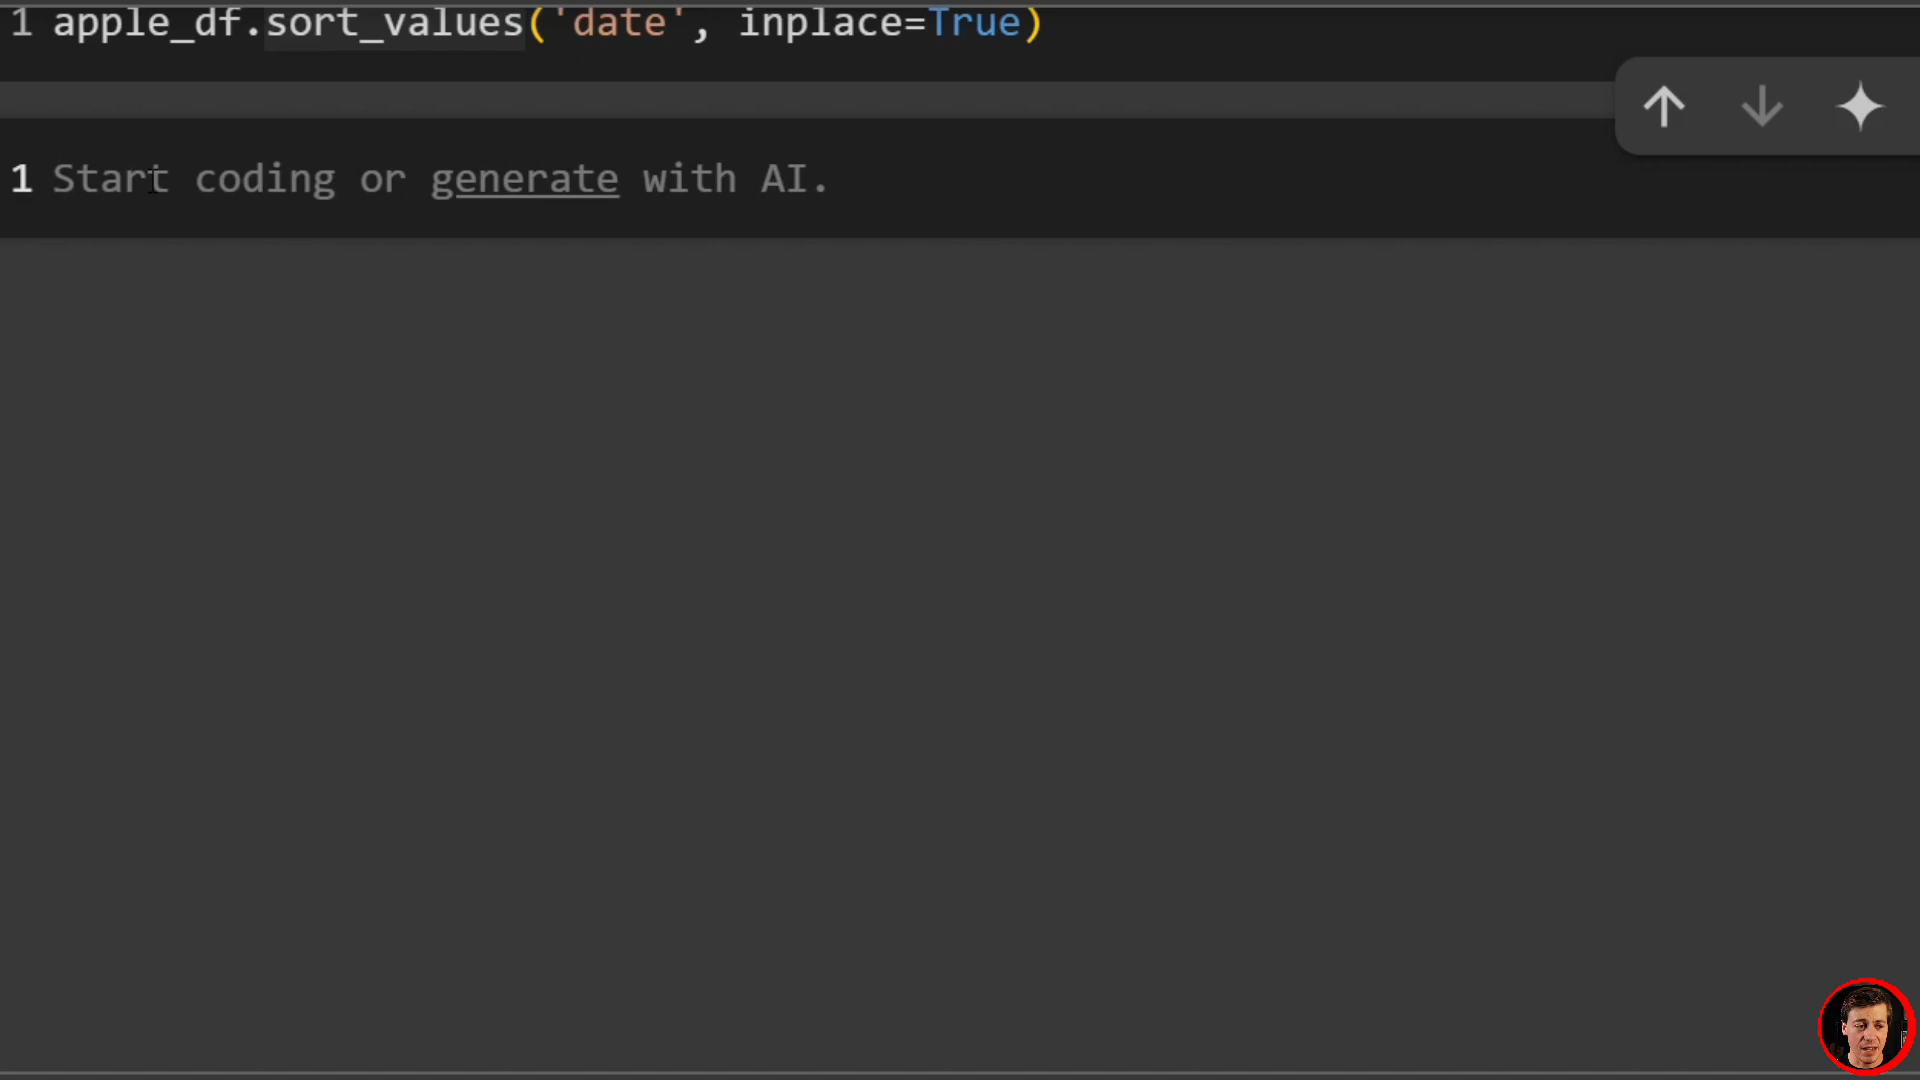 1 apple_df.sort_values('date', inplace=True)
1 Start coding or generate with AI.